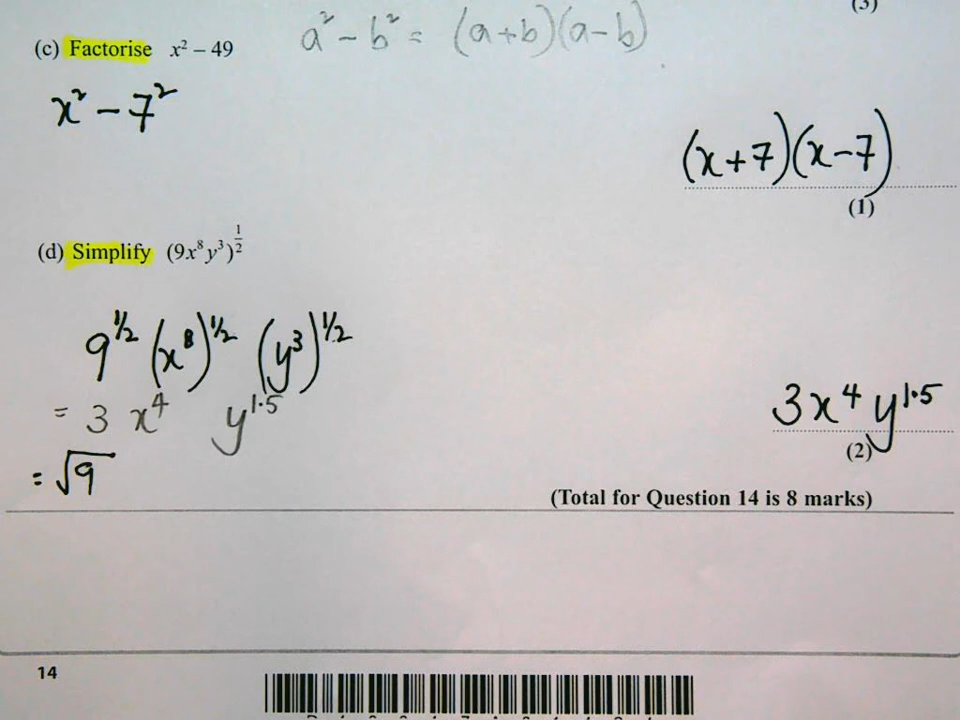 (3)
(c) Factorise x² – 49
a² – b² = (a+b)(a–b)
x² – 7²
(x+7)(x–7)
(1)
(d) Simplify (9x⁸y³)^½
9^½ (x⁸)^½ (y³)^½
= 3 x⁴ y^1·5
= √9
3x⁴ y^1·5
(2)
(Total for Question 14 is 8 marks)
14